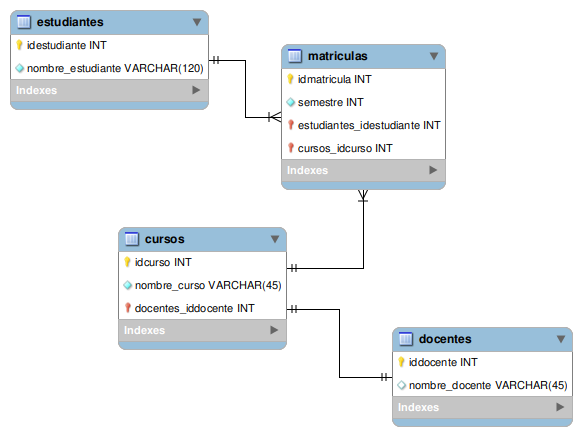 estudiantes
idestudiante INT
nombre_estudiante VARCHAR(120)
Indexes
matriculas
idmatricula INT
semestre INT
estudiantes_idestudiante INT
cursos_idcurso INT
Indexes
cursos
idcurso INT
nombre_curso VARCHAR(45)
docentes_iddocente INT
Indexes
docentes
iddocente INT
nombre_docente VARCHAR(45)
Indexes